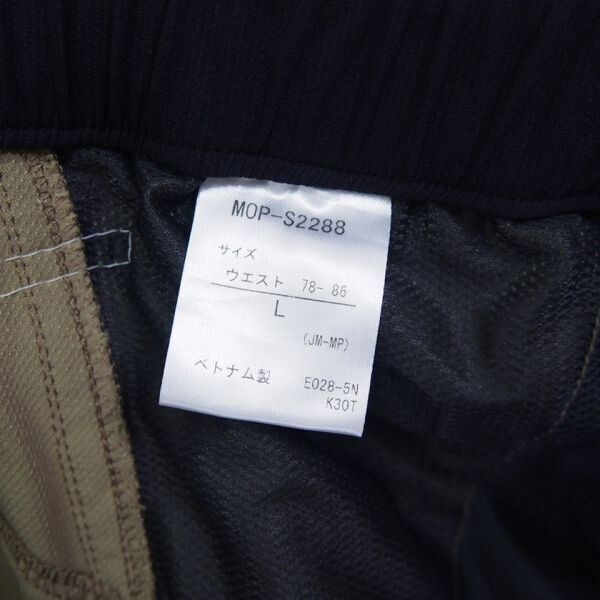 MOP-S2288
サイズ
ウエスト 78- 86
L
(JM-MP)
ベトナム製 E028-5N
K30T